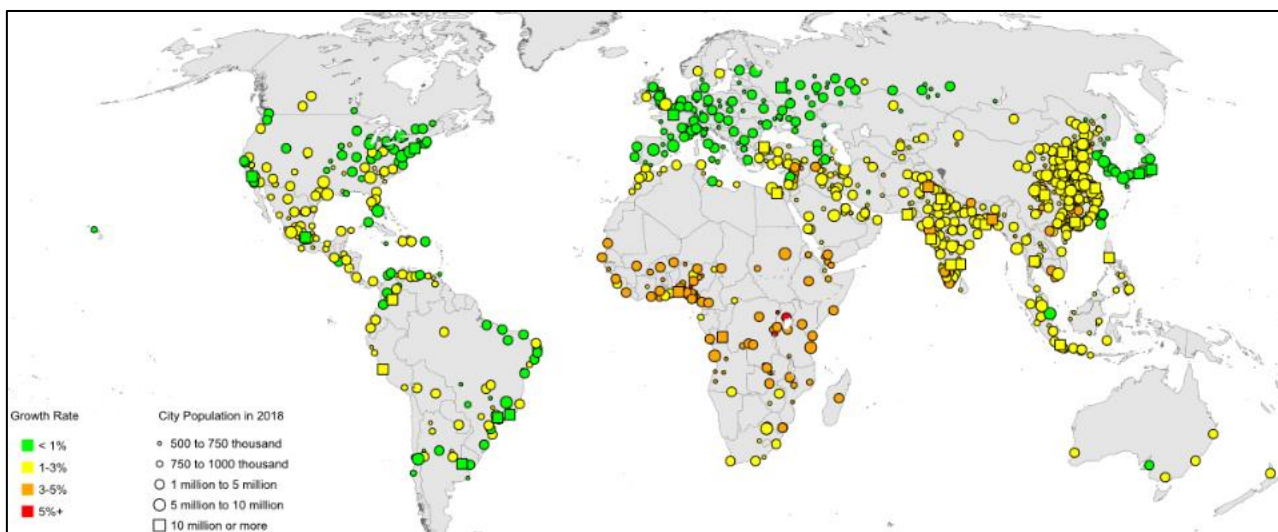 Growth Rate
< 1%
1-3%
3-5%
5%+
City Population in 2018
500 to 750 thousand
750 to 1000 thousand
1 million to 5 million
5 million to 10 million
10 million or more